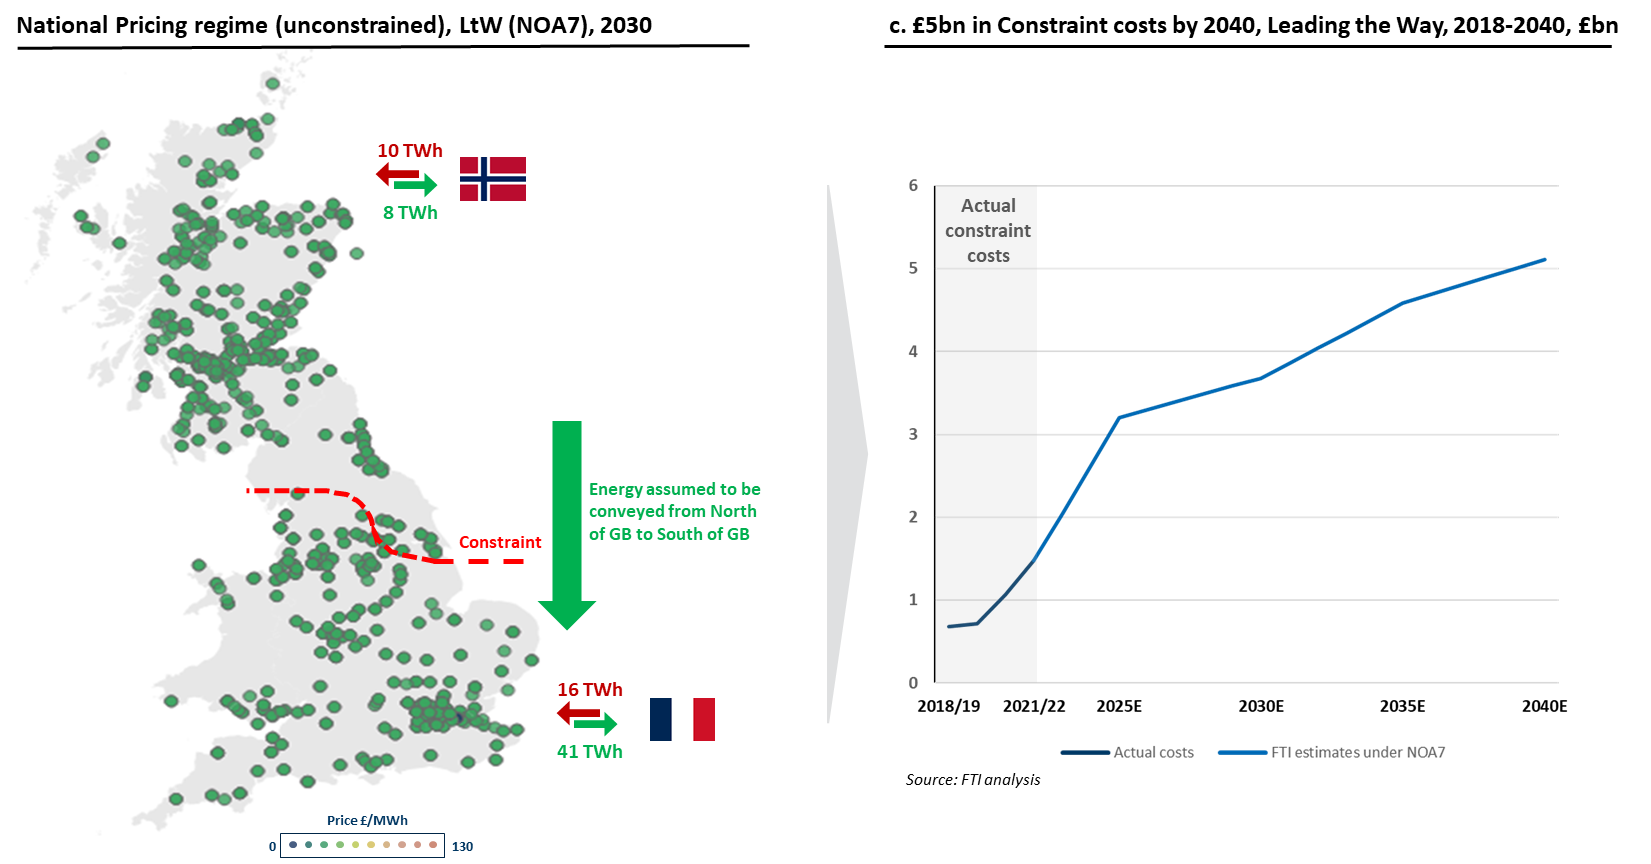 National Pricing regime (unconstrained), LtW (NOA7), 2030
10 TWh
8 TWh
Energy assumed to be
conveyed from North
of GB to South of GB
Constraint
16 TWh
41 TWh
Price £/MWh
0
130
c. £5bn in Constraint costs by 2040, Leading the Way, 2018-2040, £bn
Actual
constraint
costs
6
5
4
3
2
1
0
2018/19
2021/22
2025E
2030E
2035E
2040E
Actual costs
FTI estimates under NOA7
Source: FTI analysis